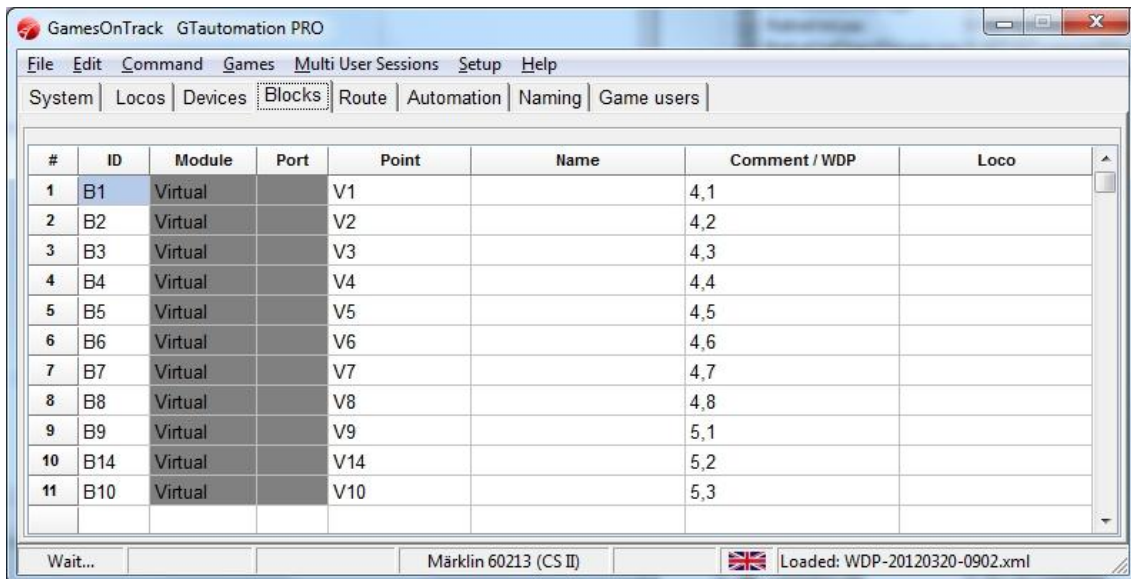 GamesOnTrack GTautomation PRO
File Edit Command Games Multi User Sessions Setup Help
System Locos Devices Blocks Route Automation Naming Game users
# ID Module Port Point Name Comment / WDP Loco
1 B1 Virtual V1 4,1
2 B2 Virtual V2 4,2
3 B3 Virtual V3 4,3
4 B4 Virtual V4 4,4
5 B5 Virtual V5 4,5
6 B6 Virtual V6 4,6
7 B7 Virtual V7 4,7
8 B8 Virtual V8 4,8
9 B9 Virtual V9 5,1
10 B14 Virtual V14 5,2
11 B10 Virtual V10 5,3
Wait... Märklin 60213 (CS II) Loaded: WDP-20120320-0902.xml